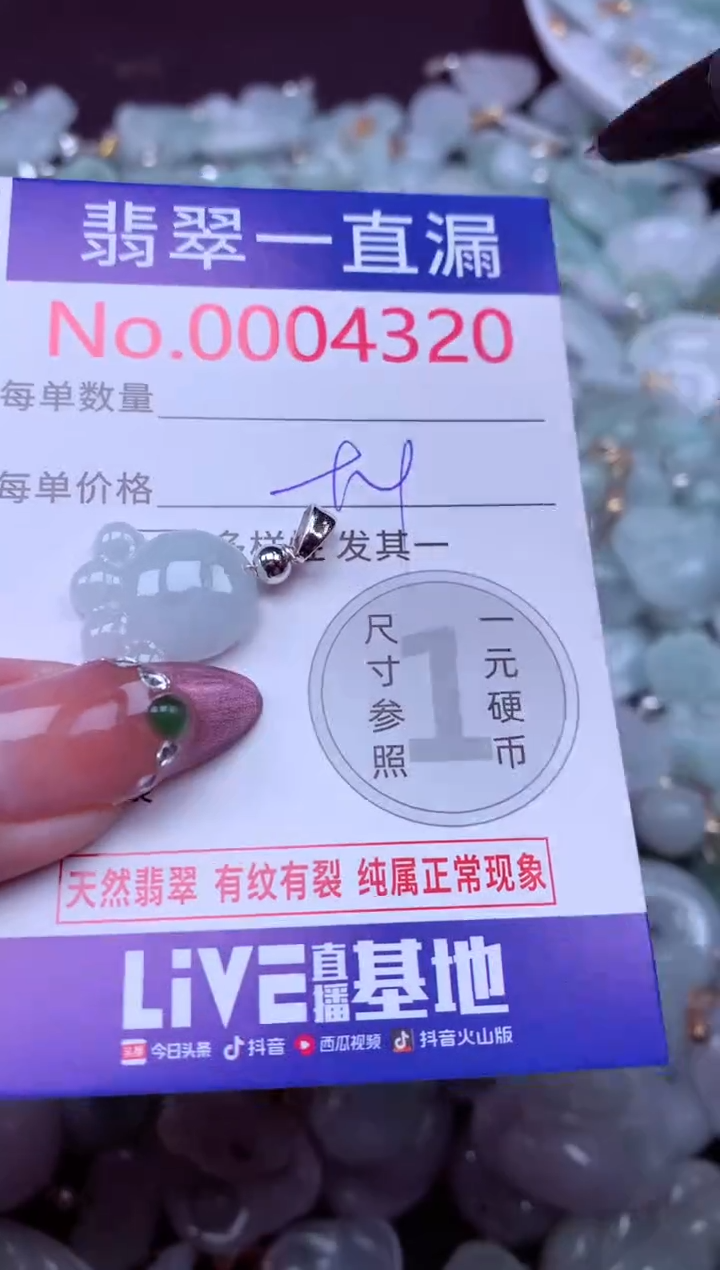 翡翠一直漏
No.0004320
每单数量
每单价格
多样性 发其一
尺寸参照
一元硬币
1
天然翡翠 有纹有裂 纯属正常现象
LiVE直播基地
头条 今日头条 抖音 西瓜视频 抖音火山版